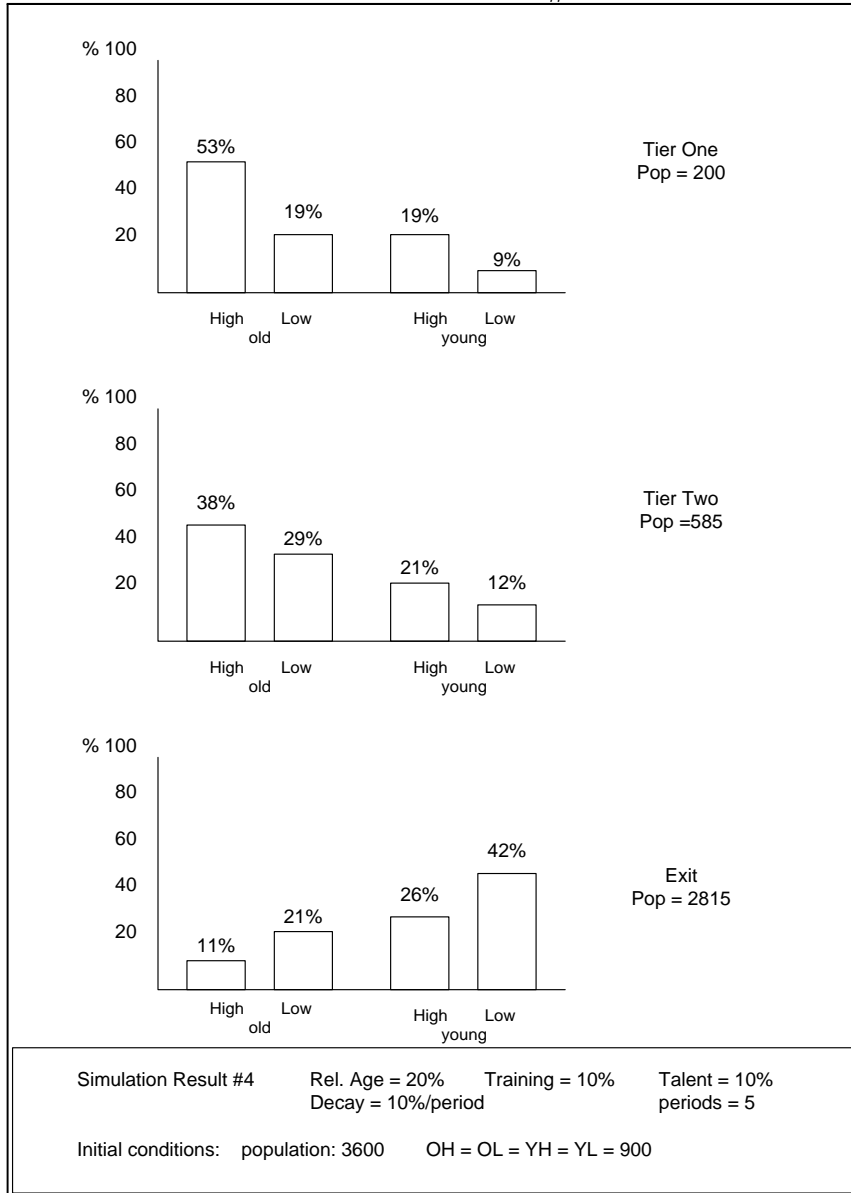 % 100
80
60
53%
Tier One
Pop = 200
40
19% 19%
20
9%
High Low High Low
old young
% 100
80
60
38%
Tier Two
Pop =585
40
29%
21% 12%
20
High Low High Low
old young
% 100
80
60
42%
Exit
Pop = 2815
40
26%
21%
20
11%
High Low High Low
old young
Simulation Result #4 Rel. Age = 20% Training = 10% Talent = 10%
Decay = 10%/period periods = 5
Initial conditions: population: 3600 OH = OL = YH = YL = 900